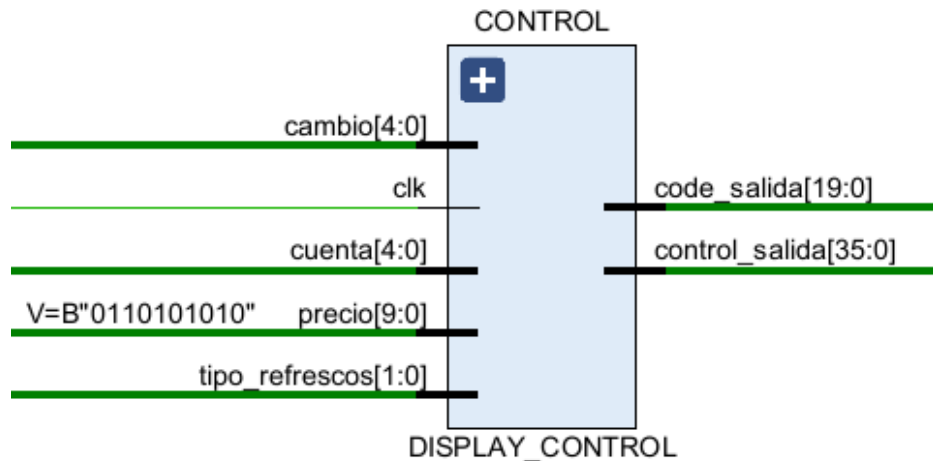 CONTROL
cambio[4:0]
clk
code_salida[19:0]
cuenta[4:0]
control_salida[35:0]
V=B"0110101010" precio[9:0]
tipo_refrescos[1:0]
DISPLAY_CONTROL